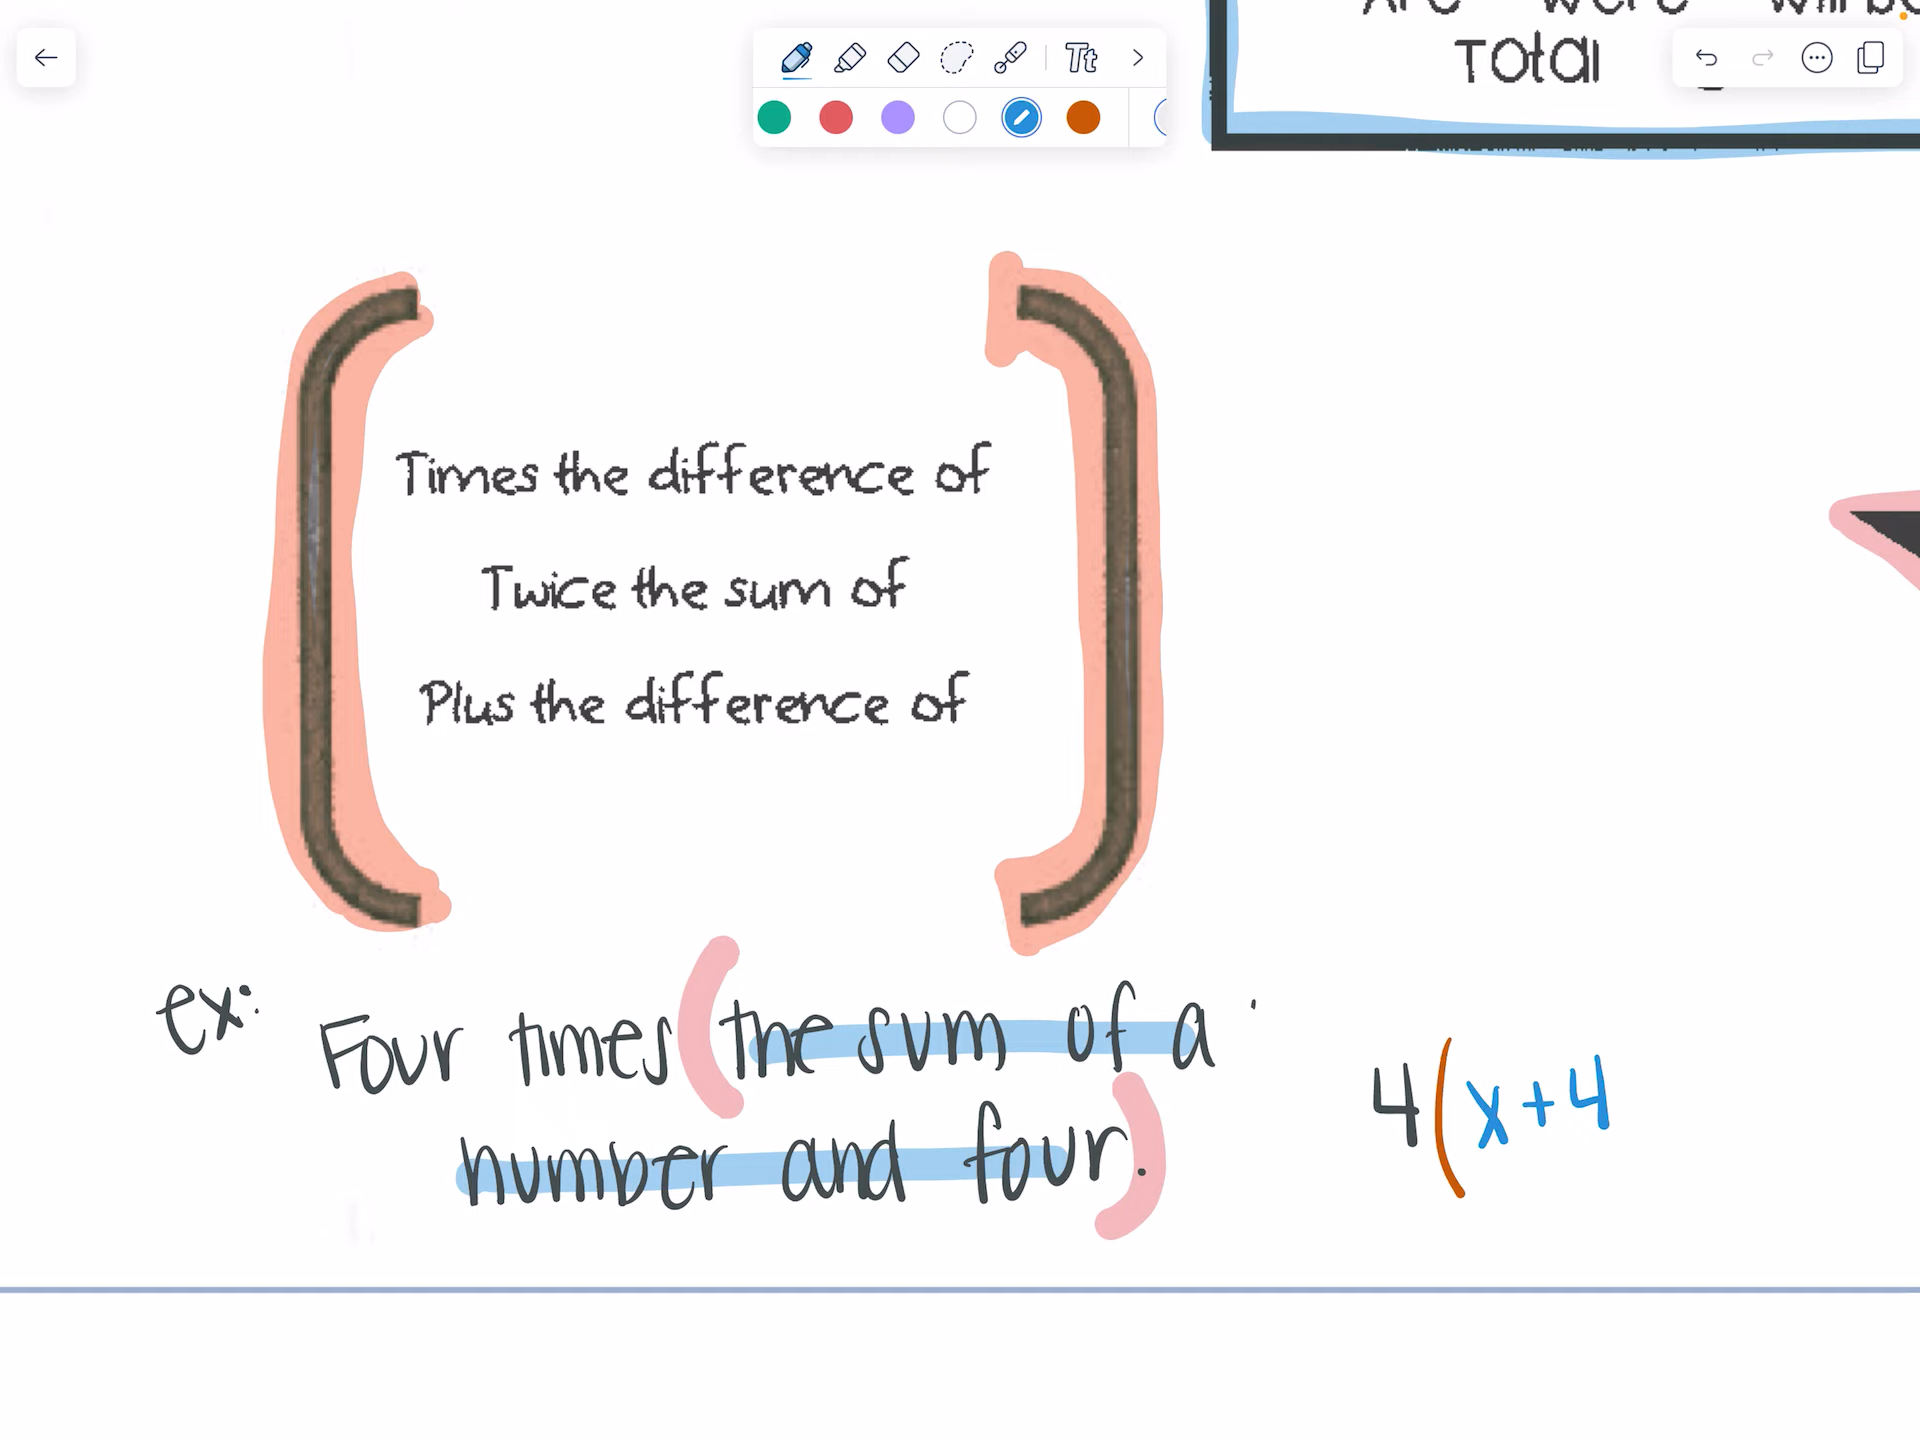 Total
Times the difference of
Twice the sum of
Plus the difference of
ex: Four times (the sum of a
number and four.)
4(x+4
Tt